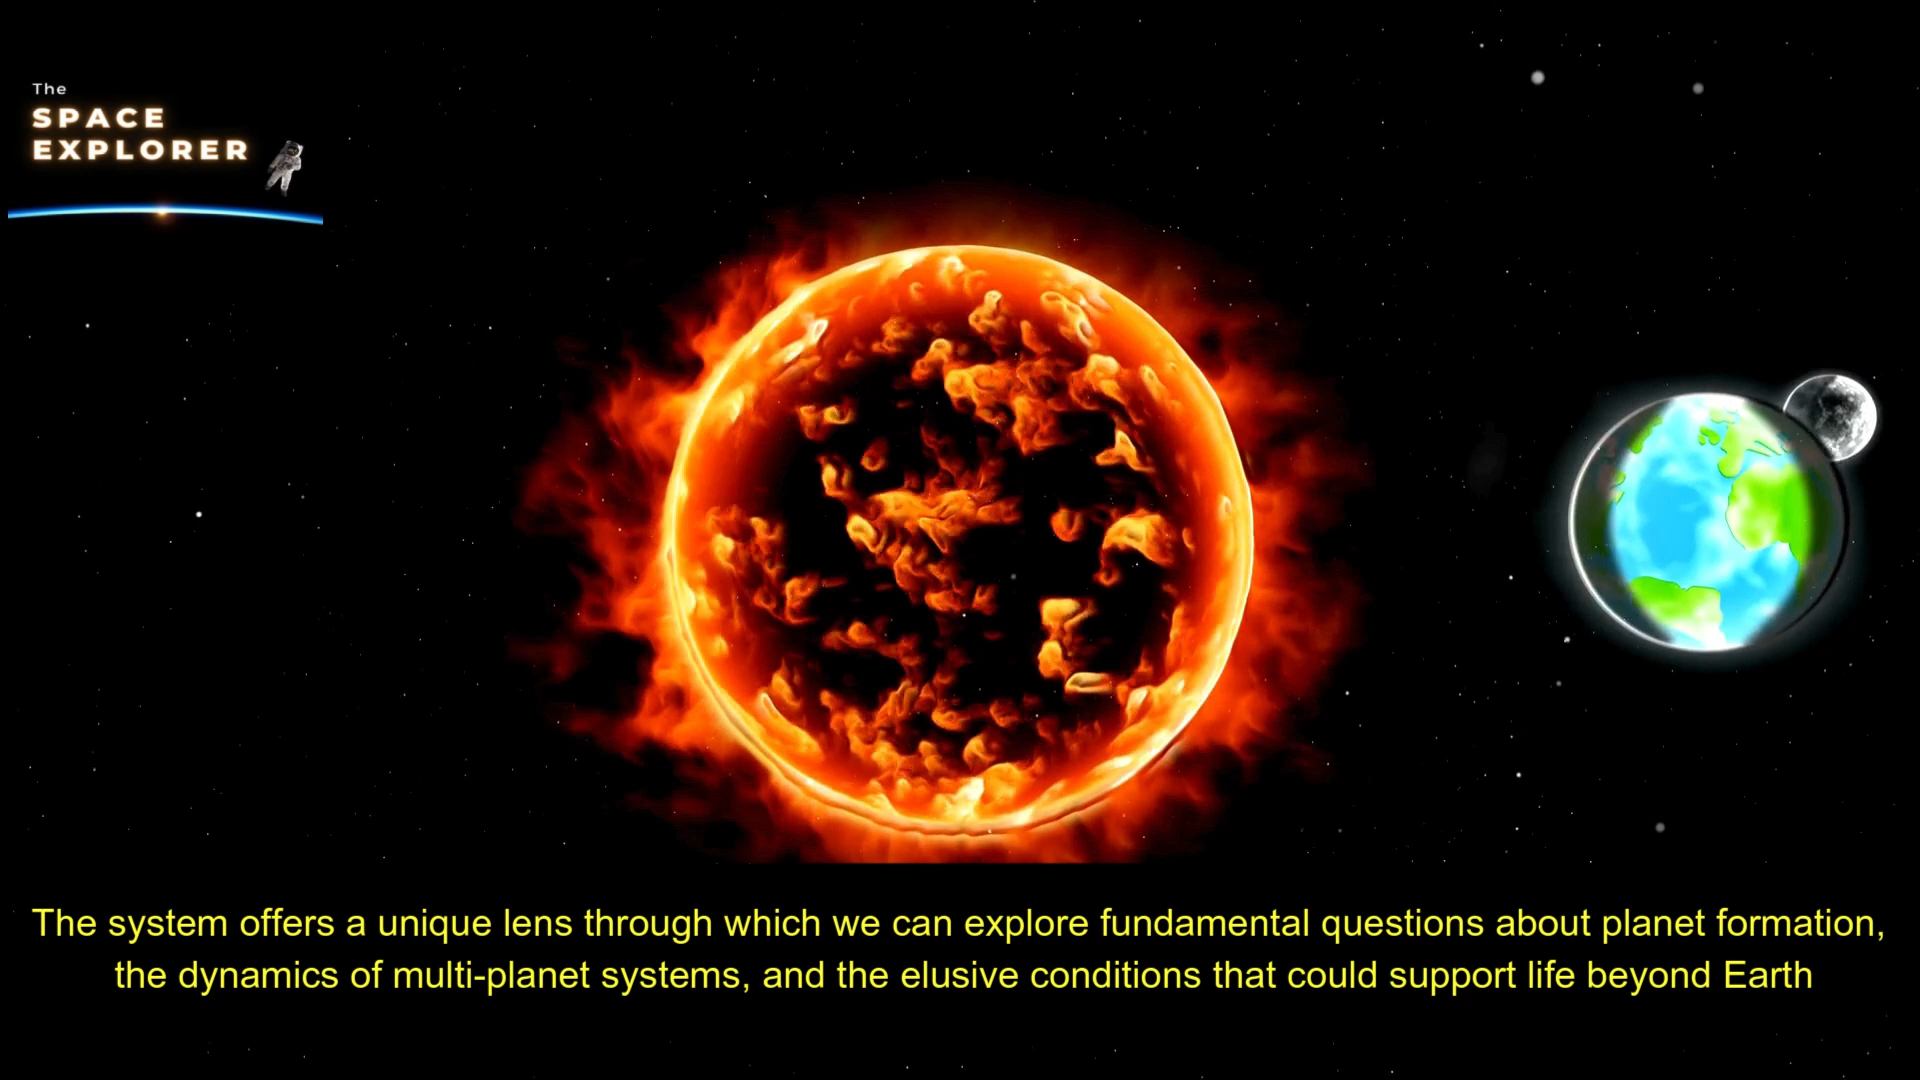 The
SPACE
EXPLORER
The system offers a unique lens through which we can explore fundamental questions about planet formation,
the dynamics of multi-planet systems, and the elusive conditions that could support life beyond Earth